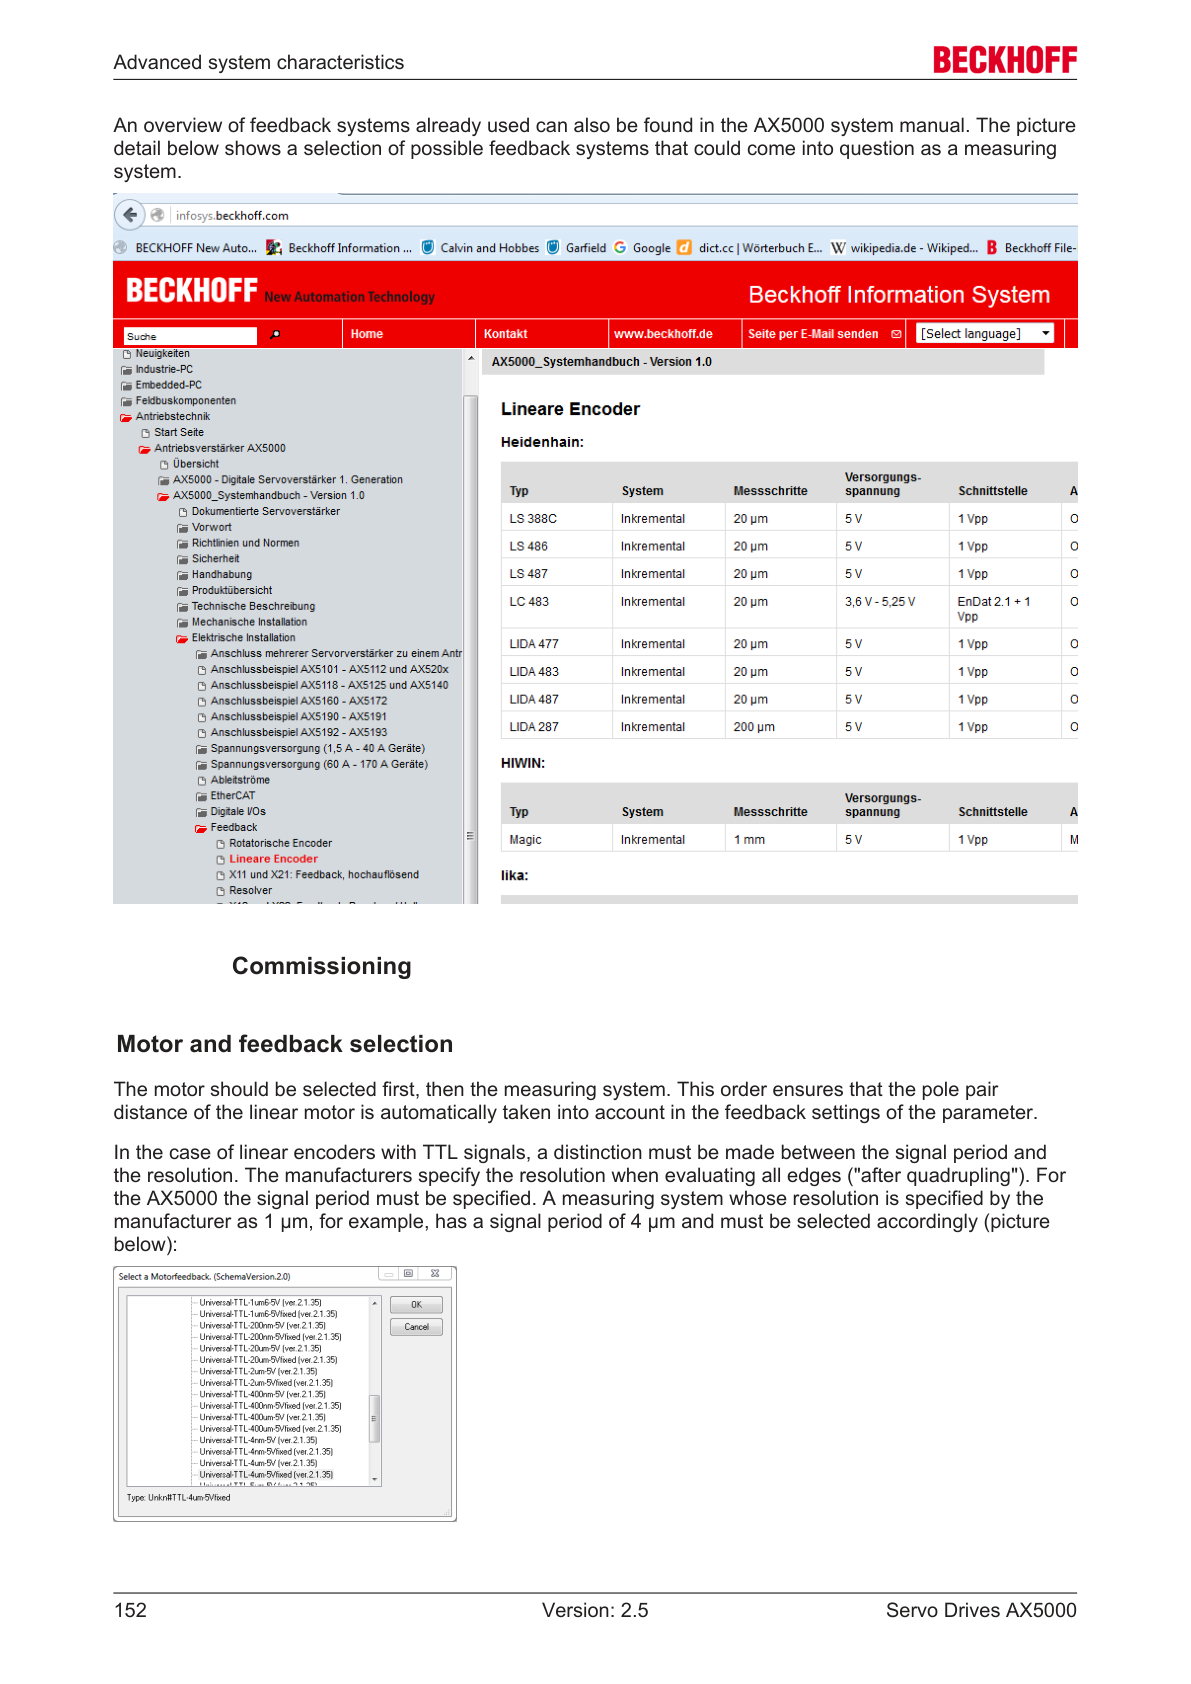 Advanced system characteristics
BECKHOFF
An overview of feedback systems already used can also be found in the AX5000 system manual. The picture
detail below shows a selection of possible feedback systems that could come into question as a measuring
system.
infosys.beckhoff.com
BECKHOFF New Auto... Beckhoff Information ... Calvin and Hobbes Garfield Google dict.cc | Wörterbuch E... wikipedia.de - Wikiped... Beckhoff File-
BECKHOFF New Automation Technology
Beckhoff Information System
Suche
Home
Kontakt
www.beckhoff.de
Seite per E-Mail senden
[Select language]
Neuigkeiten
Industrie-PC
Embedded-PC
Feldbuskomponenten
Antriebstechnik
Start Seite
Antriebsverstärker AX5000
Übersicht
AX5000 - Digitale Servoverstärker 1. Generation
AX5000_Systemhandbuch - Version 1.0
Dokumentierte Servoverstärker
Vorwort
Richtlinien und Normen
Sicherheit
Handhabung
Produktübersicht
Technische Beschreibung
Mechanische Installation
Elektrische Installation
Anschluss mehrerer Servorverstärker zu einem Antr
Anschlussbeispiel AX5101 - AX5112 und AX520x
Anschlussbeispiel AX5118 - AX5125 und AX5140
Anschlussbeispiel AX5160 - AX5172
Anschlussbeispiel AX5190 - AX5191
Anschlussbeispiel AX5192 - AX5193
Spannungsversorgung (1,5 A - 40 A Geräte)
Spannungsversorgung (60 A - 170 A Geräte)
Ableitströme
EtherCAT
Digitale I/Os
Feedback
Rotatorische Encoder
Lineare Encoder
X11 und X21: Feedback, hochauflösend
Resolver
AX5000_Systemhandbuch - Version 1.0
Lineare Encoder
Heidenhain:
Typ System Messschritte Versorgungs-spannung Schnittstelle A
LS 388C Inkremental 20 µm 5 V 1 Vpp O
LS 486 Inkremental 20 µm 5 V 1 Vpp O
LS 487 Inkremental 20 µm 5 V 1 Vpp O
LC 483 Inkremental 20 µm 3,6 V - 5,25 V EnDat 2.1 + 1 O
Vpp
LIDA 477 Inkremental 20 µm 5 V 1 Vpp O
LIDA 483 Inkremental 20 µm 5 V 1 Vpp O
LIDA 487 Inkremental 20 µm 5 V 1 Vpp O
LIDA 287 Inkremental 200 µm 5 V 1 Vpp O
HIWIN:
Typ System Messschritte Versorgungs-spannung Schnittstelle A
Magic Inkremental 1 mm 5 V 1 Vpp M
lika:
Commissioning
Motor and feedback selection
The motor should be selected first, then the measuring system. This order ensures that the pole pair
distance of the linear motor is automatically taken into account in the feedback settings of the parameter.
In the case of linear encoders with TTL signals, a distinction must be made between the signal period and
the resolution. The manufacturers specify the resolution when evaluating all edges ("after quadrupling"). For
the AX5000 the signal period must be specified. A measuring system whose resolution is specified by the
manufacturer as 1 µm, for example, has a signal period of 4 µm and must be selected accordingly (picture
below):
Select a Motorfeedback. (SchemaVersion.2.0)
Universal-TTL-1um6-5V (ver.2.1.35)
Universal-TTL-1um6-5Vfixed (ver.2.1.35)
Universal-TTL-200nm-5V (ver.2.1.35)
Universal-TTL-200nm-5Vfixed (ver.2.1.35)
Universal-TTL-20um-5V (ver.2.1.35)
Universal-TTL-20um-5Vfixed (ver.2.1.35)
Universal-TTL-2um-5V (ver.2.1.35)
Universal-TTL-2um-5Vfixed (ver.2.1.35)
Universal-TTL-400nm-5V (ver.2.1.35)
Universal-TTL-400nm-5Vfixed (ver.2.1.35)
Universal-TTL-400um-5V (ver.2.1.35)
Universal-TTL-400um-5Vfixed (ver.2.1.35)
Universal-TTL-4nm-5V (ver.2.1.35)
Universal-TTL-4nm-5Vfixed (ver.2.1.35)
Universal-TTL-4um-5V (ver.2.1.35)
Universal-TTL-4um-5Vfixed (ver.2.1.35)
OK
Cancel
Type: Unkn#TTL-4um-5Vfixed
152 Version: 2.5 Servo Drives AX5000